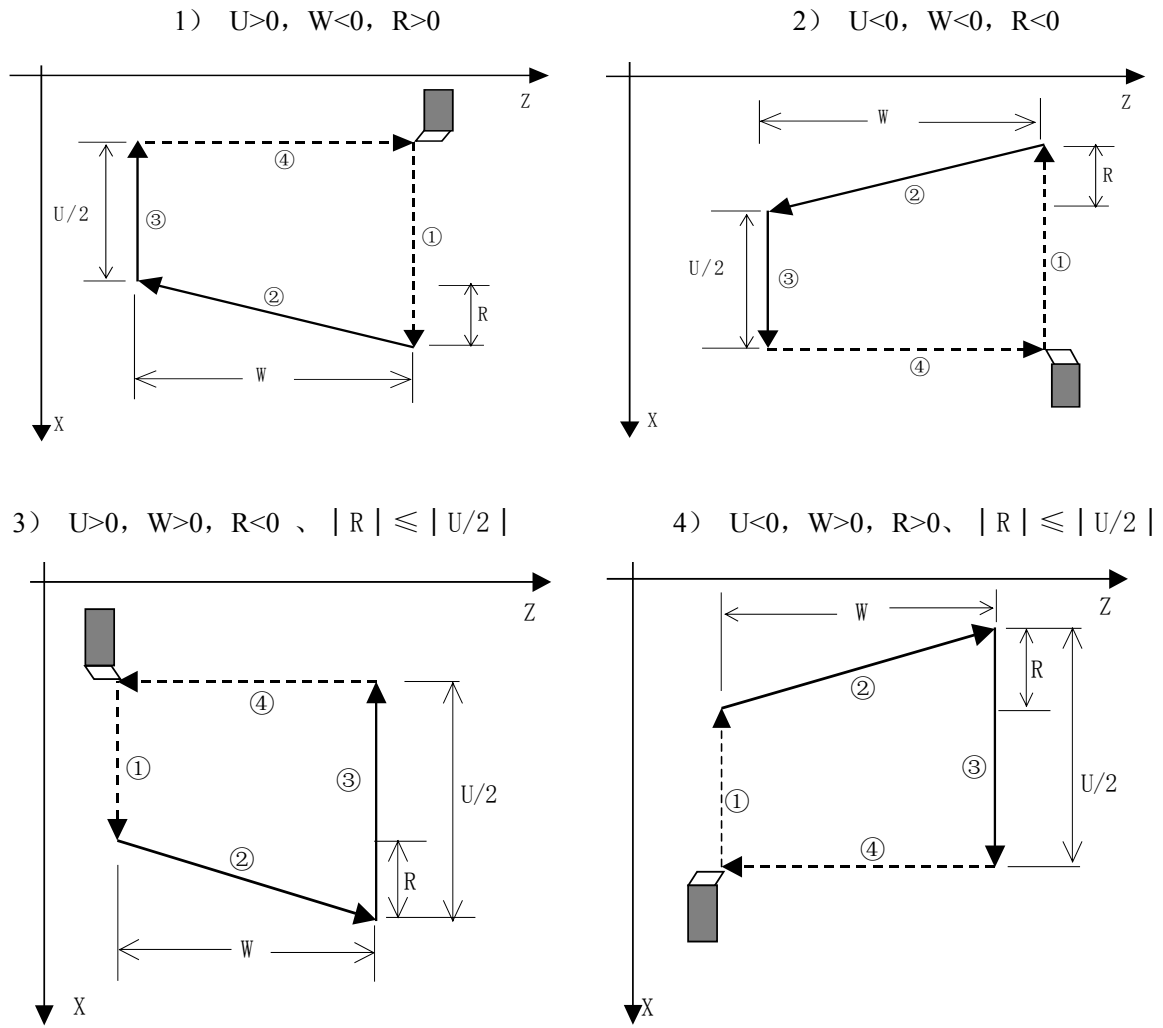 1） U>0，W<0，R>0
2） U<0，W<0，R<0
Z
④
U/2
③
①
②
R
W
X
Z
W
R
②
U/2
①
③
④
X
3） U>0，W>0，R<0 、│R│≤│U/2│
4） U<0，W>0，R>0、│R│≤│U/2│
Z
④
①
③
U/2
②
R
W
X
Z
W
R
②
③
U/2
①
④
X